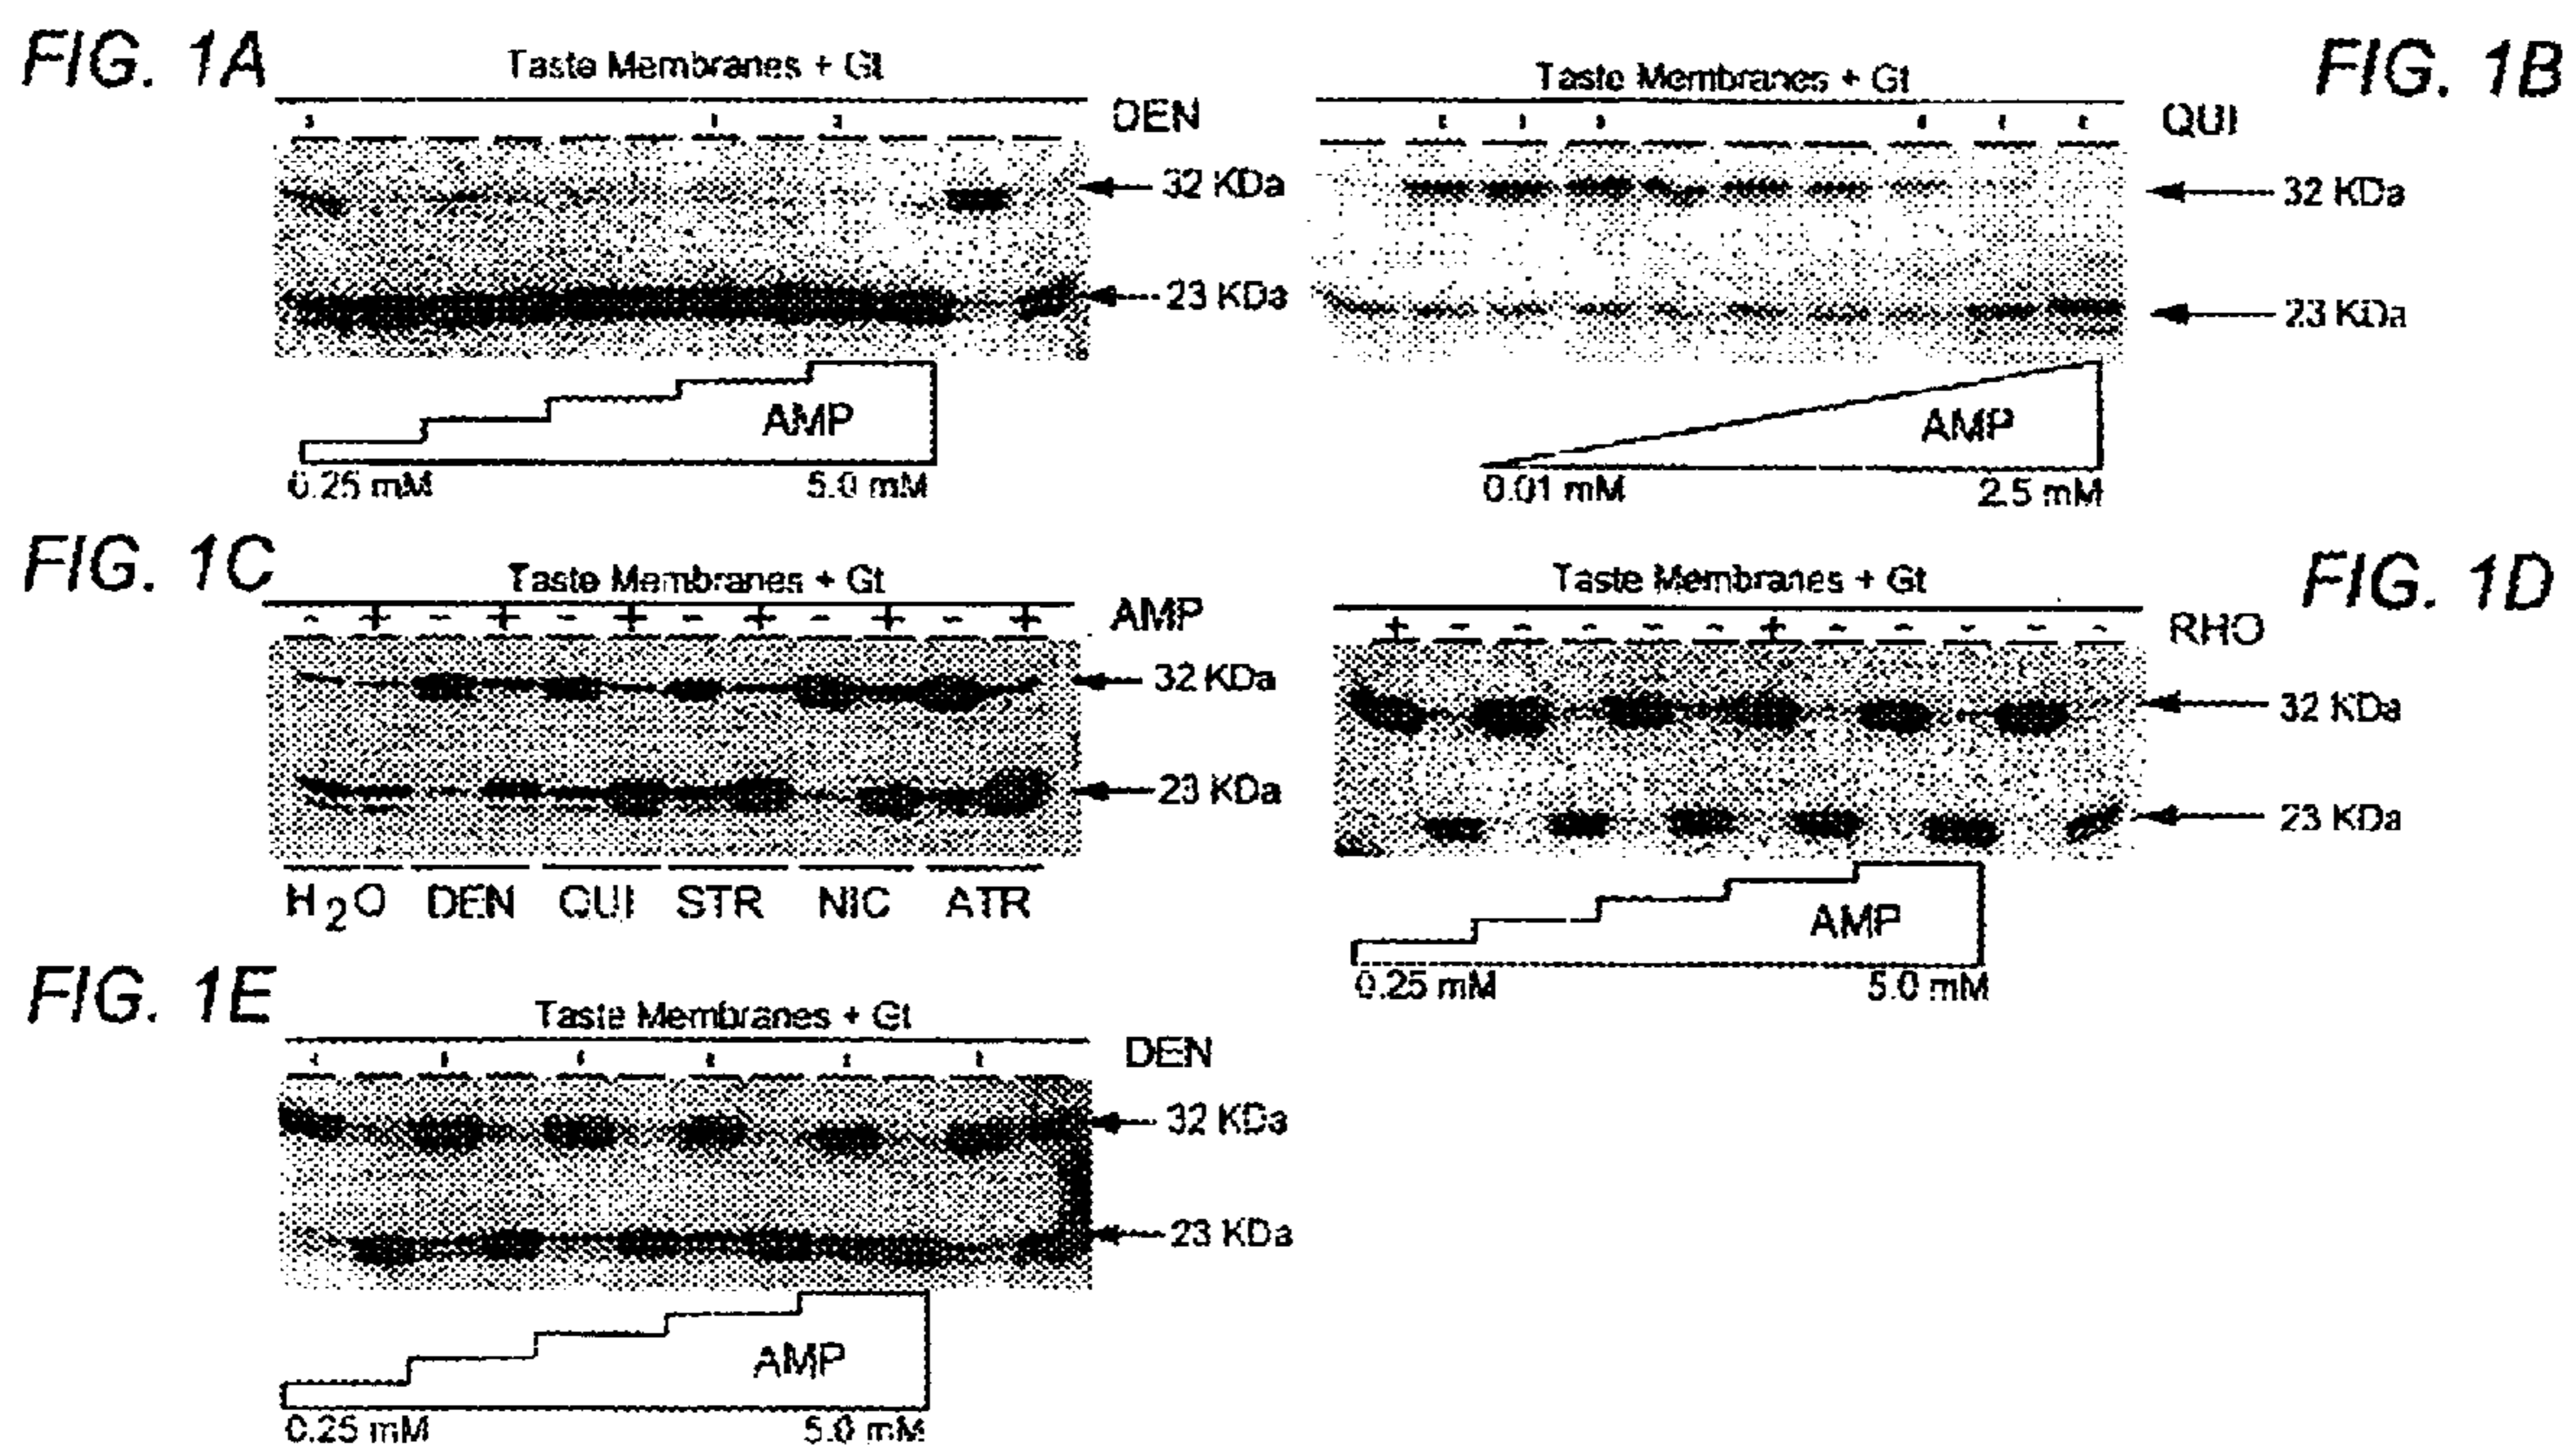 FIG. 1A
Taste Membranes + Gt
DEN
32 KDa
23 KDa
AMP
0.25 mM
5.0 mM
FIG. 1B
Taste Membranes + Gt
QUI
32 KDa
23 KDa
AMP
0.01 mM
2.5 mM
FIG. 1C
Taste Membranes + Gt
- + - + - + - + - + - + AMP
32 KDa
23 KDa
H2O DEN QUI STR NIC ATR
FIG. 1D
Taste Membranes + Gt
+ - - - - - + - - - - - RHO
32 KDa
23 KDa
AMP
0.25 mM
5.0 mM
FIG. 1E
Taste Membranes + Gt
DEN
32 KDa
23 KDa
AMP
0.25 mM
5.0 mM